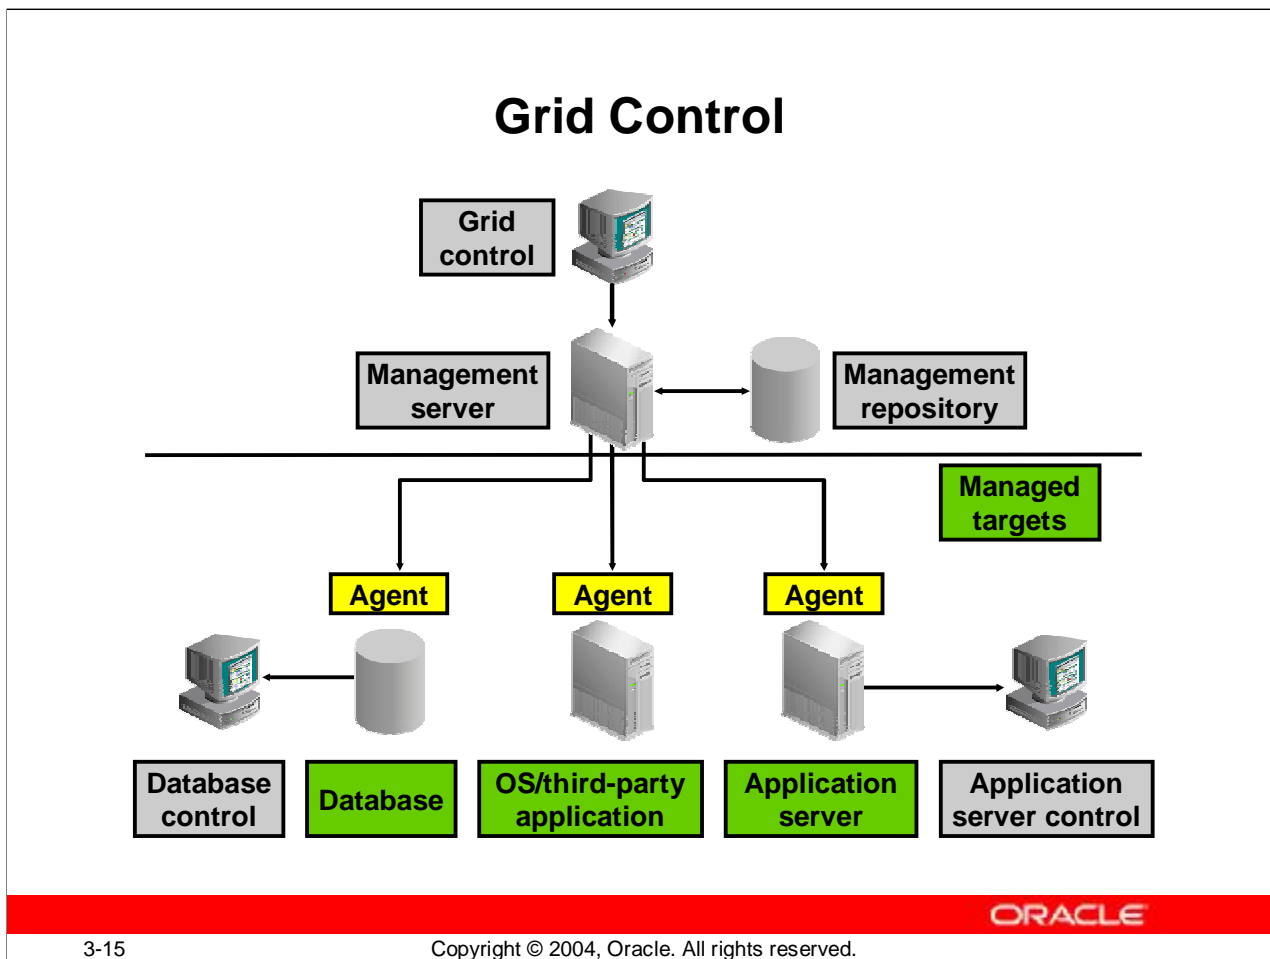 Grid Control
Grid
control
Management
server
Management
repository
Managed
targets
Agent
Agent
Agent
Database
control
Database
OS/third-party
application
Application
server
Application
server control
ORACLE
3-15
Copyright © 2004, Oracle. All rights reserved.